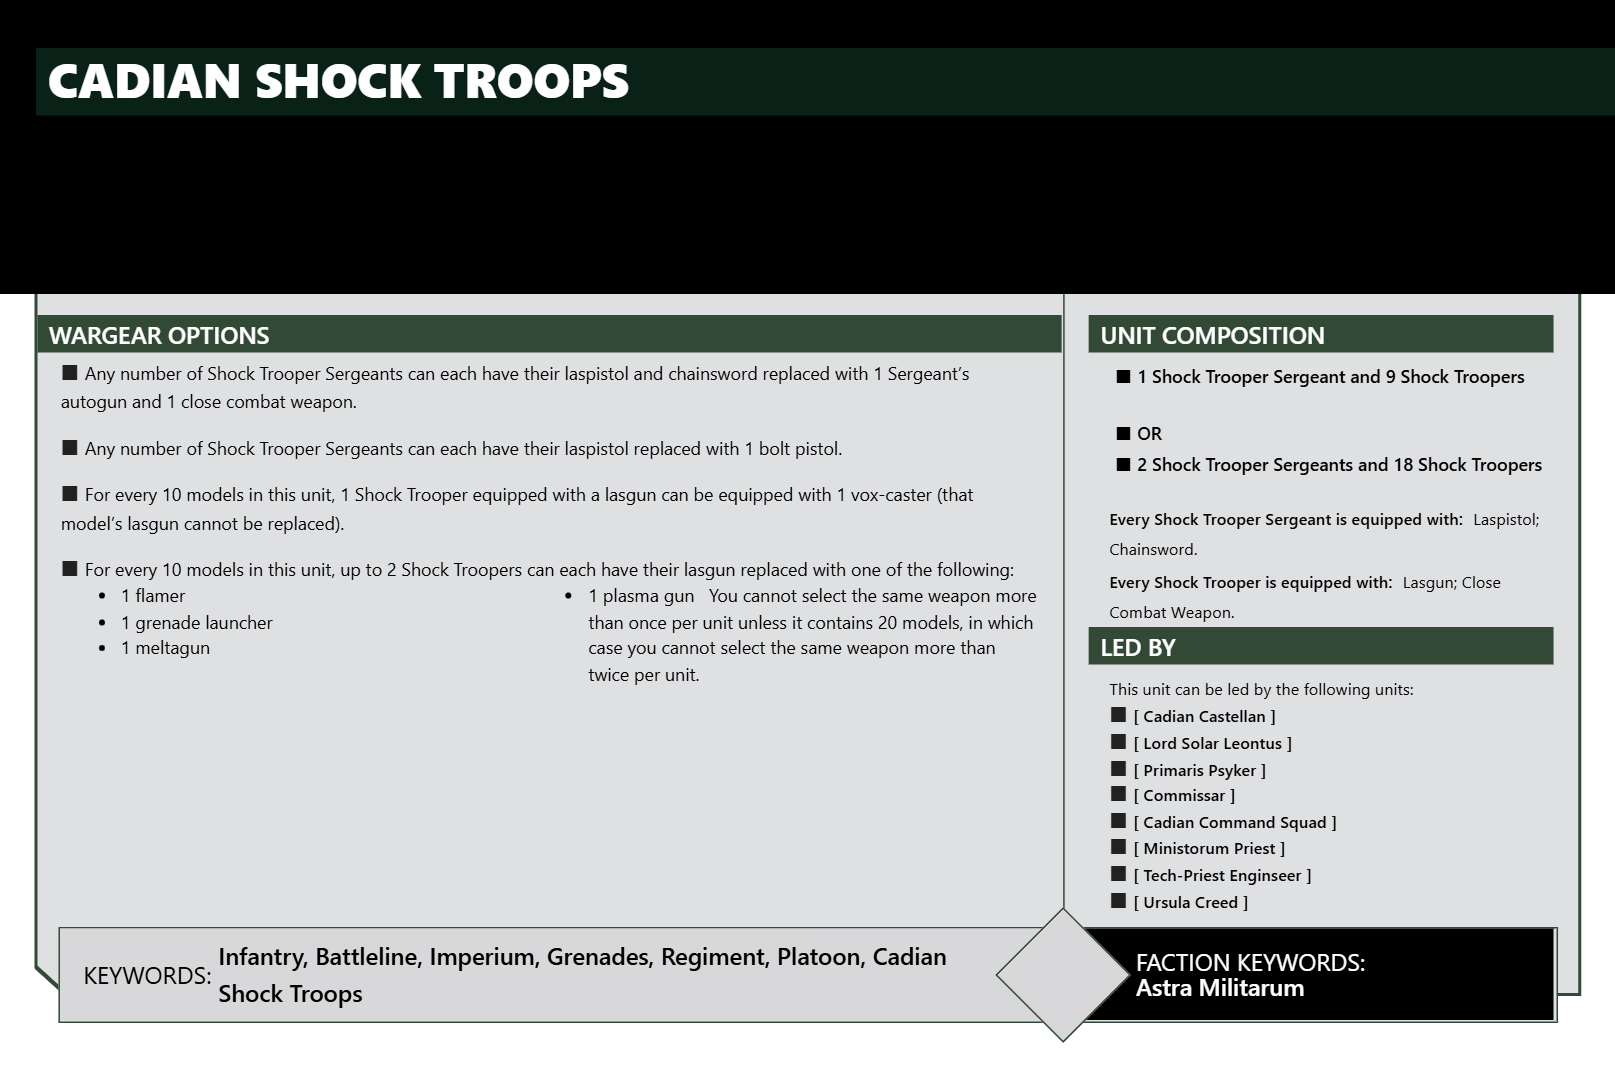 CADIAN SHOCK TROOPS
WARGEAR OPTIONS
■ Any number of Shock Trooper Sergeants can each have their laspistol and chainsword replaced with 1 Sergeant’s
autogun and 1 close combat weapon.
■ Any number of Shock Trooper Sergeants can each have their laspistol replaced with 1 bolt pistol.
■ For every 10 models in this unit, 1 Shock Trooper equipped with a lasgun can be equipped with 1 vox-caster (that
model’s lasgun cannot be replaced).
■ For every 10 models in this unit, up to 2 Shock Troopers can each have their lasgun replaced with one of the following:
• 1 flamer
• 1 grenade launcher
• 1 meltagun
• 1 plasma gun You cannot select the same weapon more
than once per unit unless it contains 20 models, in which
case you cannot select the same weapon more than
twice per unit.
UNIT COMPOSITION
■ 1 Shock Trooper Sergeant and 9 Shock Troopers
■ OR
■ 2 Shock Trooper Sergeants and 18 Shock Troopers
Every Shock Trooper Sergeant is equipped with: Laspistol;
Chainsword.
Every Shock Trooper is equipped with: Lasgun; Close
Combat Weapon.
LED BY
This unit can be led by the following units:
■ [ Cadian Castellan ]
■ [ Lord Solar Leontus ]
■ [ Primaris Psyker ]
■ [ Commissar ]
■ [ Cadian Command Squad ]
■ [ Ministorum Priest ]
■ [ Tech-Priest Enginseer ]
■ [ Ursula Creed ]
KEYWORDS: Infantry, Battleline, Imperium, Grenades, Regiment, Platoon, Cadian
Shock Troops
FACTION KEYWORDS:
Astra Militarum